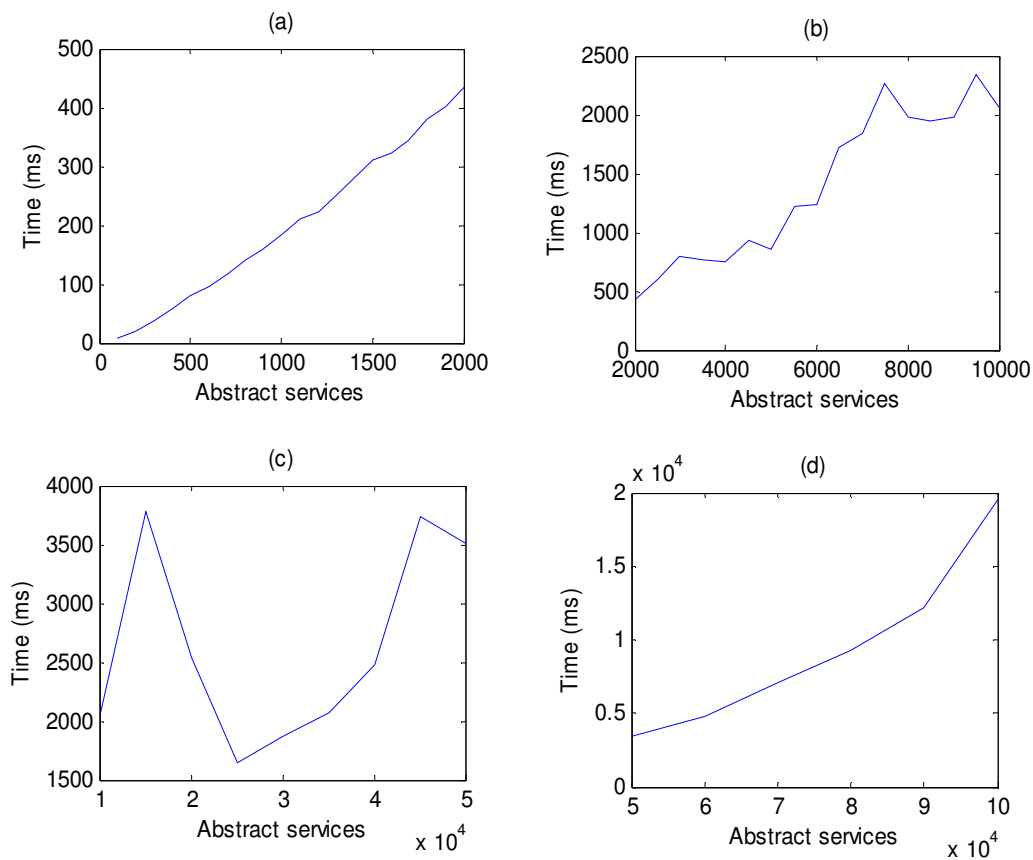 (a)
500
400
300
200
100
0
Time (ms)
0 500 1000 1500 2000
Abstract services
(b)
2500
2000
1500
1000
500
0
Time (ms)
2000 4000 6000 8000 10000
Abstract services
(c)
4000
3500
3000
2500
2000
1500
Time (ms)
1 2 3 4 5
Abstract services
x 10^4
(d)
x 10^4
2
1.5
1
0.5
0
Time (ms)
5 6 7 8 9 10
Abstract services
x 10^4